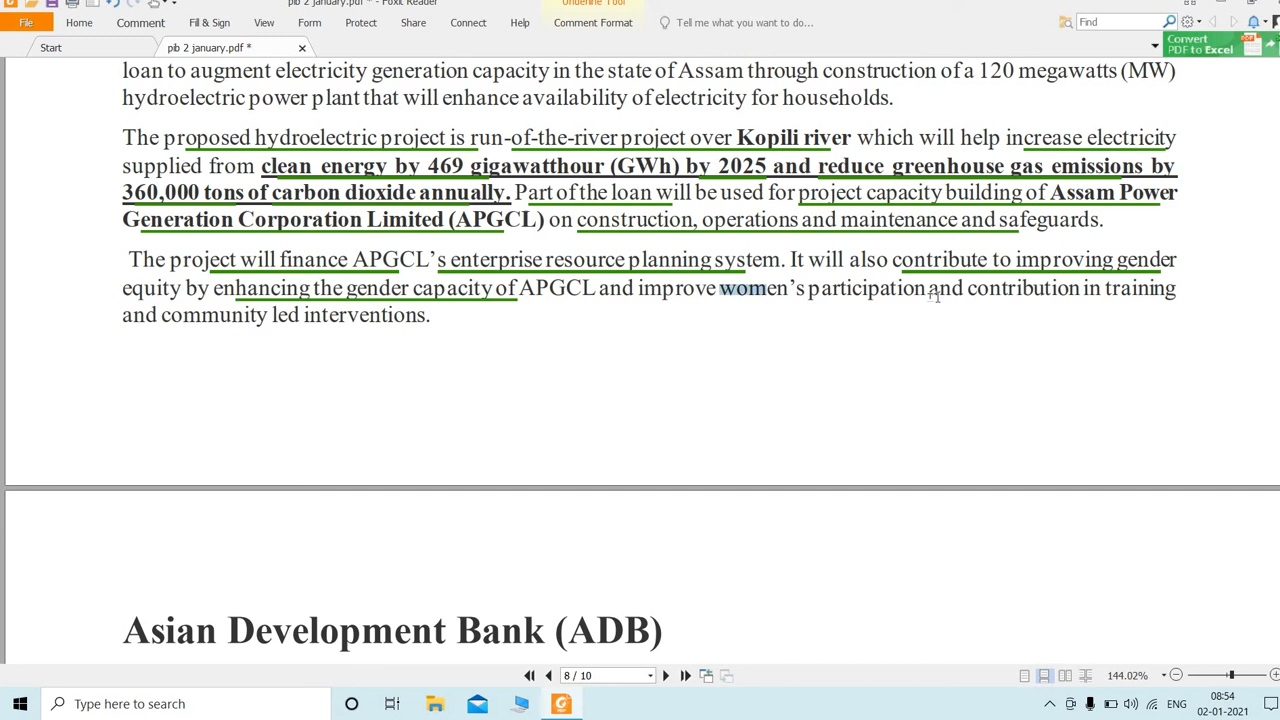 pib 2 january.pdf * - Foxit Reader
Underline Tool
File Home Comment Fill & Sign View Form Protect Share Connect Help Comment Format Tell me what you want to do... Find
Start pib 2 january.pdf *
Convert
PDF to Excel
loan to augment electricity generation capacity in the state of Assam through construction of a 120 megawatts (MW)
hydroelectric power plant that will enhance availability of electricity for households.
The proposed hydroelectric project is run-of-the-river project over Kopili river which will help increase electricity
supplied from clean energy by 469 gigawatthour (GWh) by 2025 and reduce greenhouse gas emissions by
360,000 tons of carbon dioxide annually. Part of the loan will be used for project capacity building of Assam Power
Generation Corporation Limited (APGCL) on construction, operations and maintenance and safeguards.
The project will finance APGCL's enterprise resource planning system. It will also contribute to improving gender
equity by enhancing the gender capacity of APGCL and improve women's participation and contribution in training
and community led interventions.
Asian Development Bank (ADB)
8 / 10 144.02%
Type here to search ENG 08:54
02-01-2021